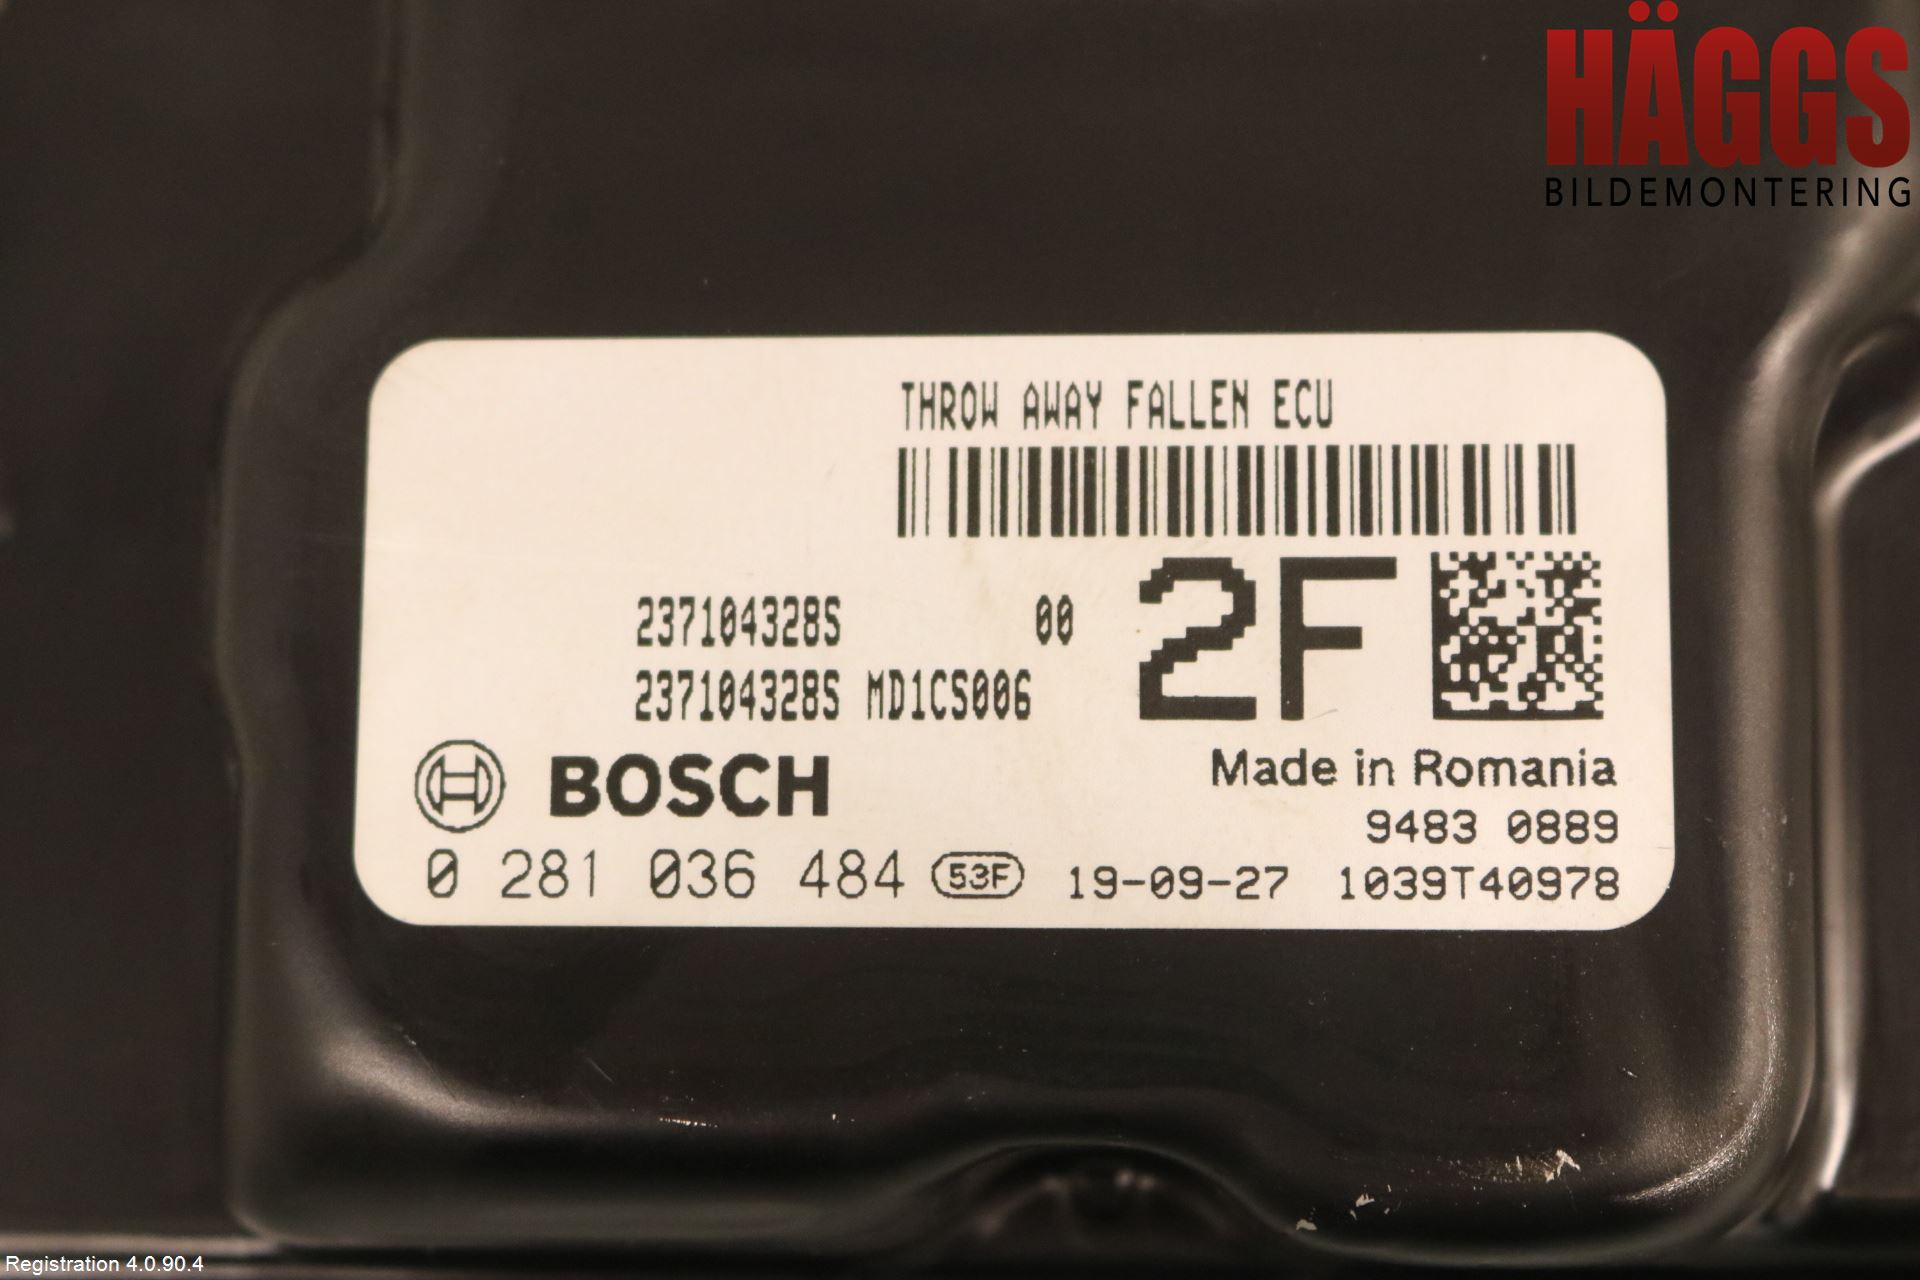 HÄGGS
BILDEMONTERING
THROW AWAY FALLEN ECU
237104328S 00 2F
237104328S MD1CS006
BOSCH Made in Romania
9483 0889
0 281 036 484 53F 19-09-27 1039T40978
Registration 4.0.90.4